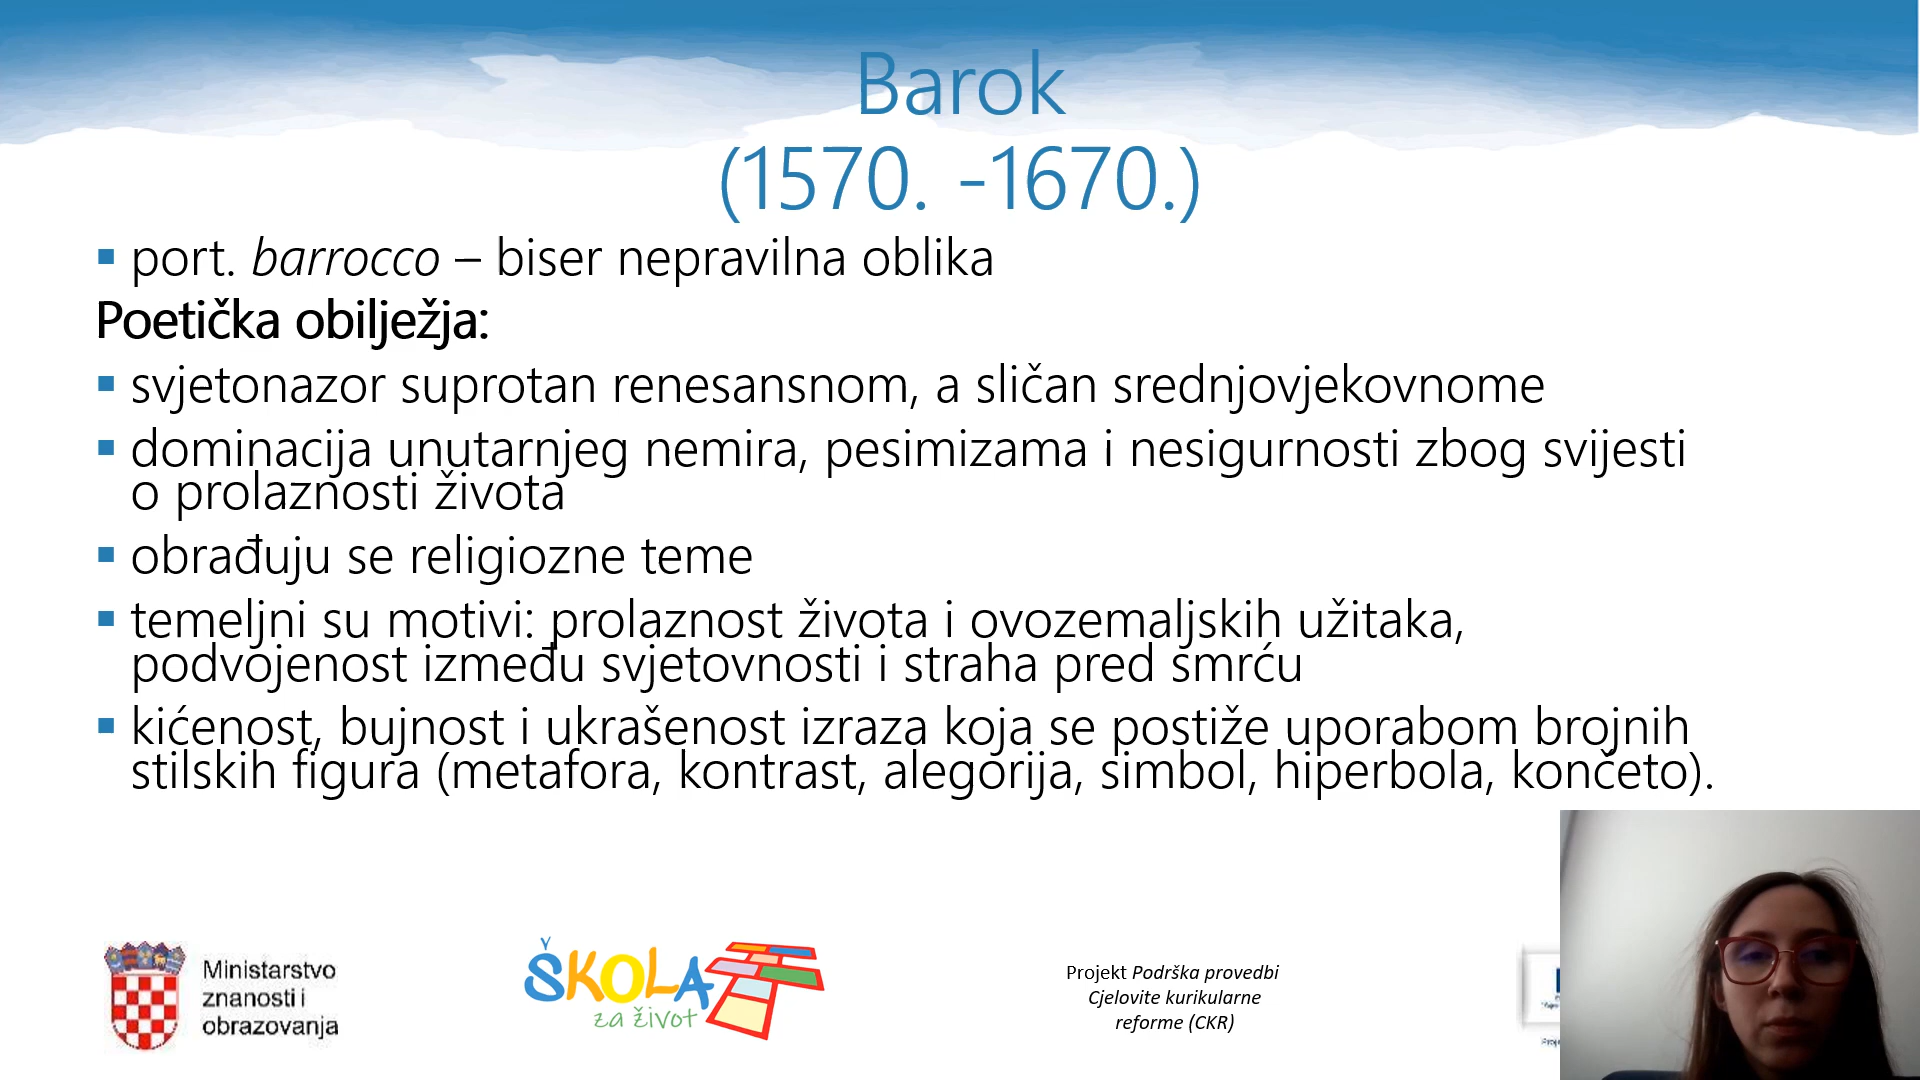 Barok
(1570. -1670.)
▪ port. barrocco – biser nepravilna oblika
Poetička obilježja:
▪ svjetonazor suprotan renesansnom, a sličan srednjovjekovnome
▪ dominacija unutarnjeg nemira, pesimizama i nesigurnosti zbog svijesti
o prolaznosti života
▪ obrađuju se religiozne teme
▪ temeljni su motivi: prolaznost života i ovozemaljskih užitaka,
podvojenost između svjetovnosti i straha pred smrću
▪ kićenost, bujnost i ukrašenost izraza koja se postiže uporabom brojnih
stilskih figura (metafora, kontrast, alegorija, simbol, hiperbola, končeto).
Ministarstvo
znanosti i
obrazovanja
ŠKOLA
za život
Projekt Podrška provedbi
Cjelovite kurikularne
reforme (CKR)